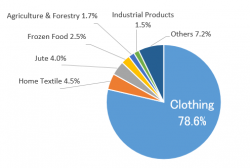 Agriculture & Forestry 1.7%
Industrial Products
1.5%
Frozen Food 2.5%
Others 7.2%
Jute 4.0%
Home Textile 4.5%
Clothing
78.6%